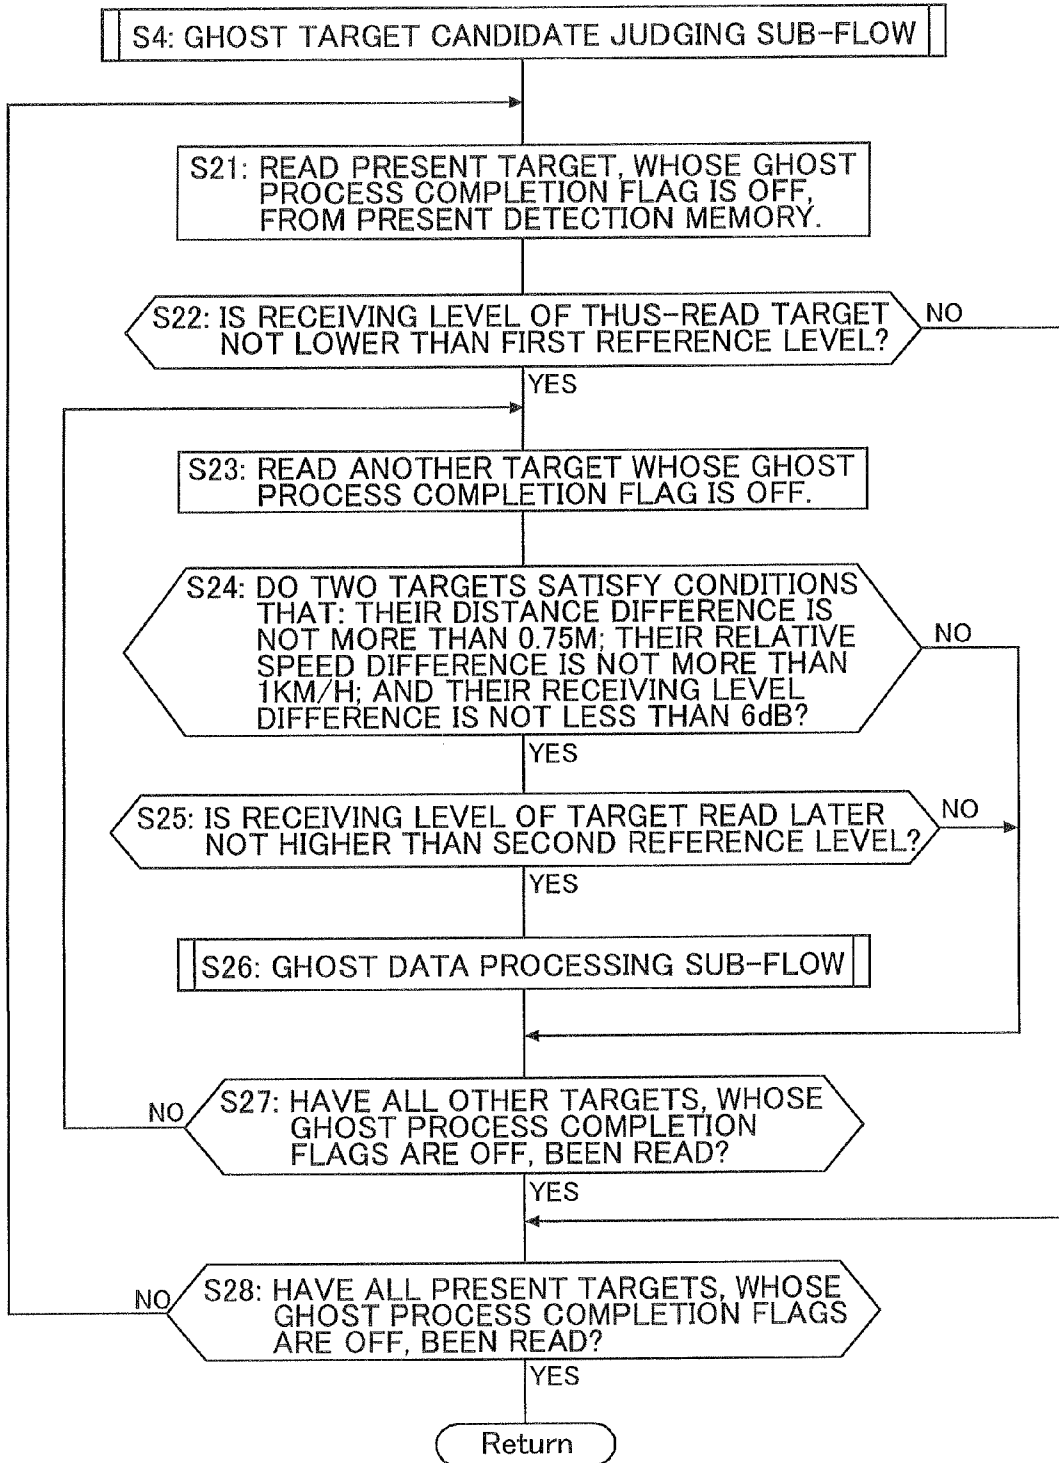 S4: GHOST TARGET CANDIDATE JUDGING SUB-FLOW
S21: READ PRESENT TARGET, WHOSE GHOST
PROCESS COMPLETION FLAG IS OFF,
FROM PRESENT DETECTION MEMORY.
S22: IS RECEIVING LEVEL OF THUS-READ TARGET
NOT LOWER THAN FIRST REFERENCE LEVEL?
NO
YES
S23: READ ANOTHER TARGET WHOSE GHOST
PROCESS COMPLETION FLAG IS OFF.
S24: DO TWO TARGETS SATISFY CONDITIONS
THAT: THEIR DISTANCE DIFFERENCE IS
NOT MORE THAN 0.75M; THEIR RELATIVE
SPEED DIFFERENCE IS NOT MORE THAN
1KM/H; AND THEIR RECEIVING LEVEL
DIFFERENCE IS NOT LESS THAN 6dB?
NO
YES
S25: IS RECEIVING LEVEL OF TARGET READ LATER
NOT HIGHER THAN SECOND REFERENCE LEVEL?
NO
YES
S26: GHOST DATA PROCESSING SUB-FLOW
S27: HAVE ALL OTHER TARGETS, WHOSE
GHOST PROCESS COMPLETION
FLAGS ARE OFF, BEEN READ?
NO
YES
S28: HAVE ALL PRESENT TARGETS, WHOSE
GHOST PROCESS COMPLETION FLAGS
ARE OFF, BEEN READ?
NO
YES
Return